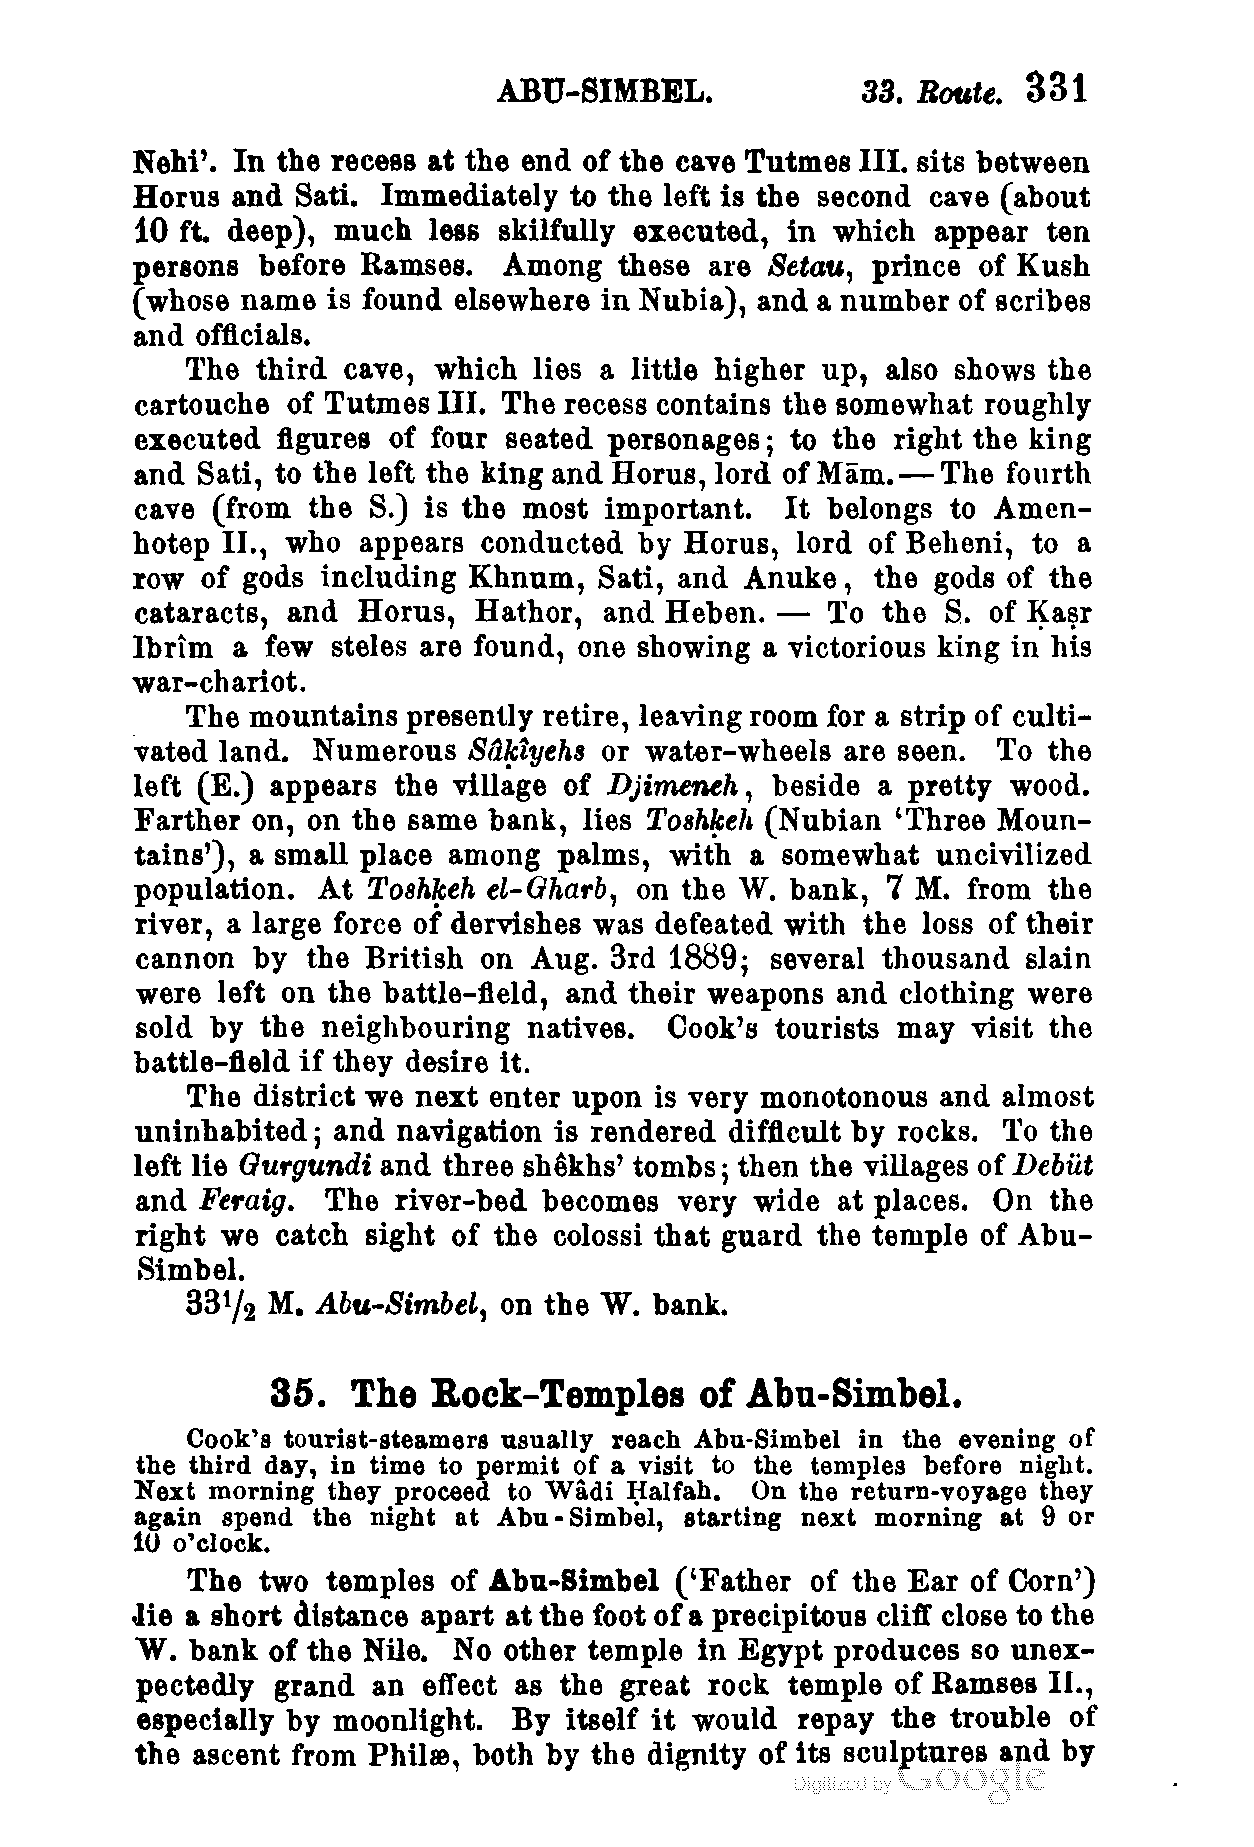 ABU-SIMBEL. 33. Route. 331
Nehi’. In the recess at the end of the cave Tutmes III. sits between
Horus and Sati. Immediately to the left is the second cave (about
10 ft. deep), much less skilfully executed, in which appear ten
persons before Ramses. Among these are Setau, prince of Kush
(whose name is found elsewhere in Nubia), and a number of scribes
and officials.
The third cave, which lies a little higher up, also shows the
cartouche of Tutmes III. The recess contains the somewhat roughly
executed figures of four seated personages; to the right the king
and Sati, to the left the king and Horus, lord of Mām. — The fourth
cave (from the S.) is the most important. It belongs to Amen-
hotep II., who appears conducted by Horus, lord of Beheni, to a
row of gods including Khnum, Sati, and Anuke, the gods of the
cataracts, and Horus, Hathor, and Heben. — To the S. of Ḳaṣr
Ibrîm a few steles are found, one showing a victorious king in his
war-chariot.
The mountains presently retire, leaving room for a strip of culti-
vated land. Numerous Sâḳîyehs or water-wheels are seen. To the
left (E.) appears the village of Djimeneh, beside a pretty wood.
Farther on, on the same bank, lies Toshḳeh (Nubian ‘Three Moun-
tains’), a small place among palms, with a somewhat uncivilized
population. At Toshḳeh el-Gharb, on the W. bank, 7 M. from the
river, a large force of dervishes was defeated with the loss of their
cannon by the British on Aug. 3rd 1889; several thousand slain
were left on the battle-field, and their weapons and clothing were
sold by the neighbouring natives. Cook’s tourists may visit the
battle-field if they desire it.
The district we next enter upon is very monotonous and almost
uninhabited; and navigation is rendered difficult by rocks. To the
left lie Gurgundi and three shêkhs’ tombs; then the villages of Debût
and Feraig. The river-bed becomes very wide at places. On the
right we catch sight of the colossi that guard the temple of Abu-
Simbel.
33½ M. Abu-Simbel, on the W. bank.
35. The Rock-Temples of Abu-Simbel.
Cook’s tourist-steamers usually reach Abu-Simbel in the evening of
the third day, in time to permit of a visit to the temples before night.
Next morning they proceed to Wâdi Ḥalfah. On the return-voyage they
again spend the night at Abu-Simbel, starting next morning at 9 or
10 o’clock.
The two temples of Abu-Simbel (‘Father of the Ear of Corn’)
lie a short distance apart at the foot of a precipitous cliff close to the
W. bank of the Nile. No other temple in Egypt produces so unex-
pectedly grand an effect as the great rock temple of Ramses II.,
especially by moonlight. By itself it would repay the trouble of
the ascent from Philæ, both by the dignity of its sculptures and by
Digitized by Google